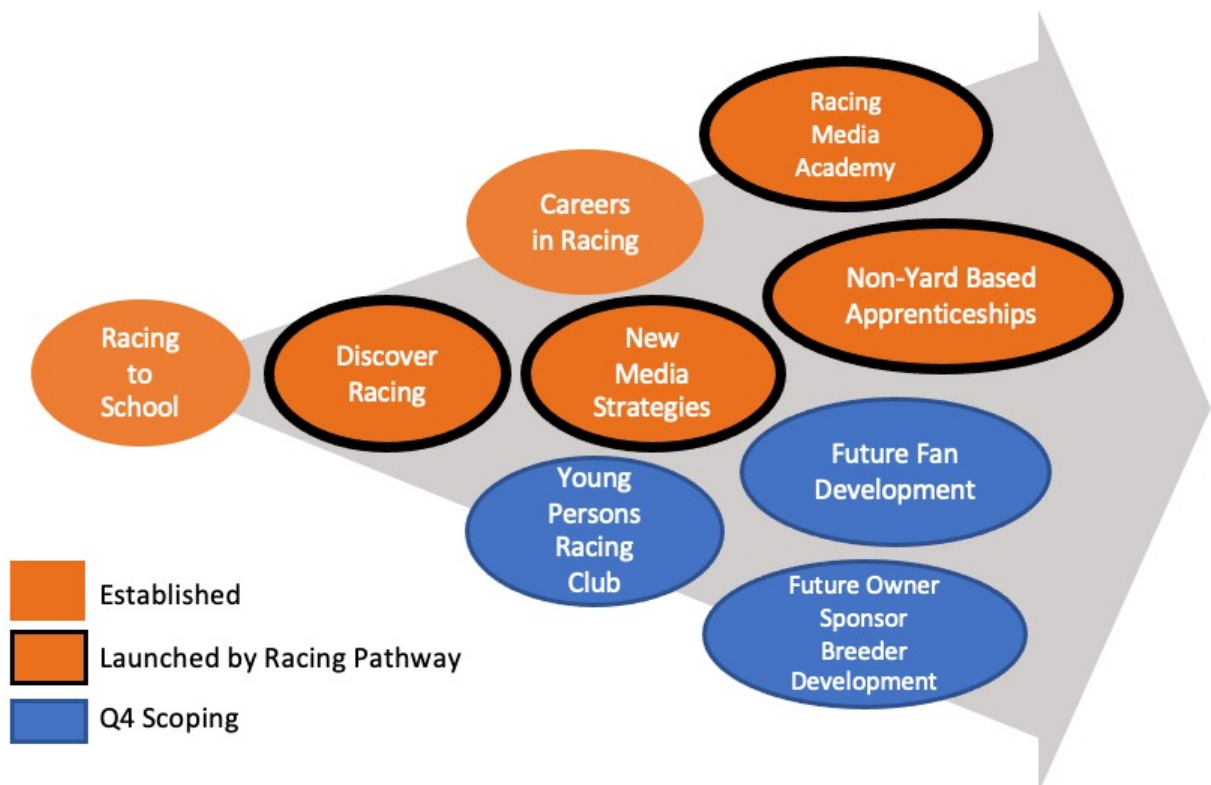 Racing
Media
Academy
Careers
in Racing
Non-Yard Based
Apprenticeships
Racing
to
School
Discover
Racing
New
Media
Strategies
Future Fan
Development
Young
Persons
Racing
Club
Future Owner
Sponsor
Breeder
Development
Established
Launched by Racing Pathway
Q4 Scoping